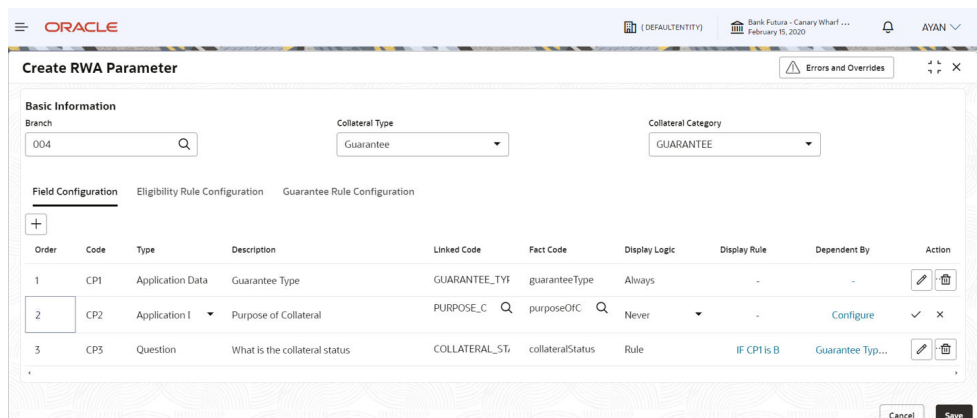 ORACLE
( DEFAULTENTITY)
Bank Futura - Canary Wharf ...
February 15, 2020
AYAN
Create RWA Parameter
Errors and Overrides
Basic Information
Branch
Collateral Type
Collateral Category
004
Guarantee
GUARANTEE
Field Configuration Eligibility Rule Configuration Guarantee Rule Configuration
Order Code Type Description Linked Code Fact Code Display Logic Display Rule Dependent By Action
1 CP1 Application Data Guarantee Type GUARANTEE_TYF guaranteeType Always - -
2 CP2 Application I Purpose of Collateral PURPOSE_C purposeOfC Never - Configure
3 CP3 Question What is the collateral status COLLATERAL_ST. collateralStatus Rule IF CP1 is B Guarantee Typ...
Cancel Save